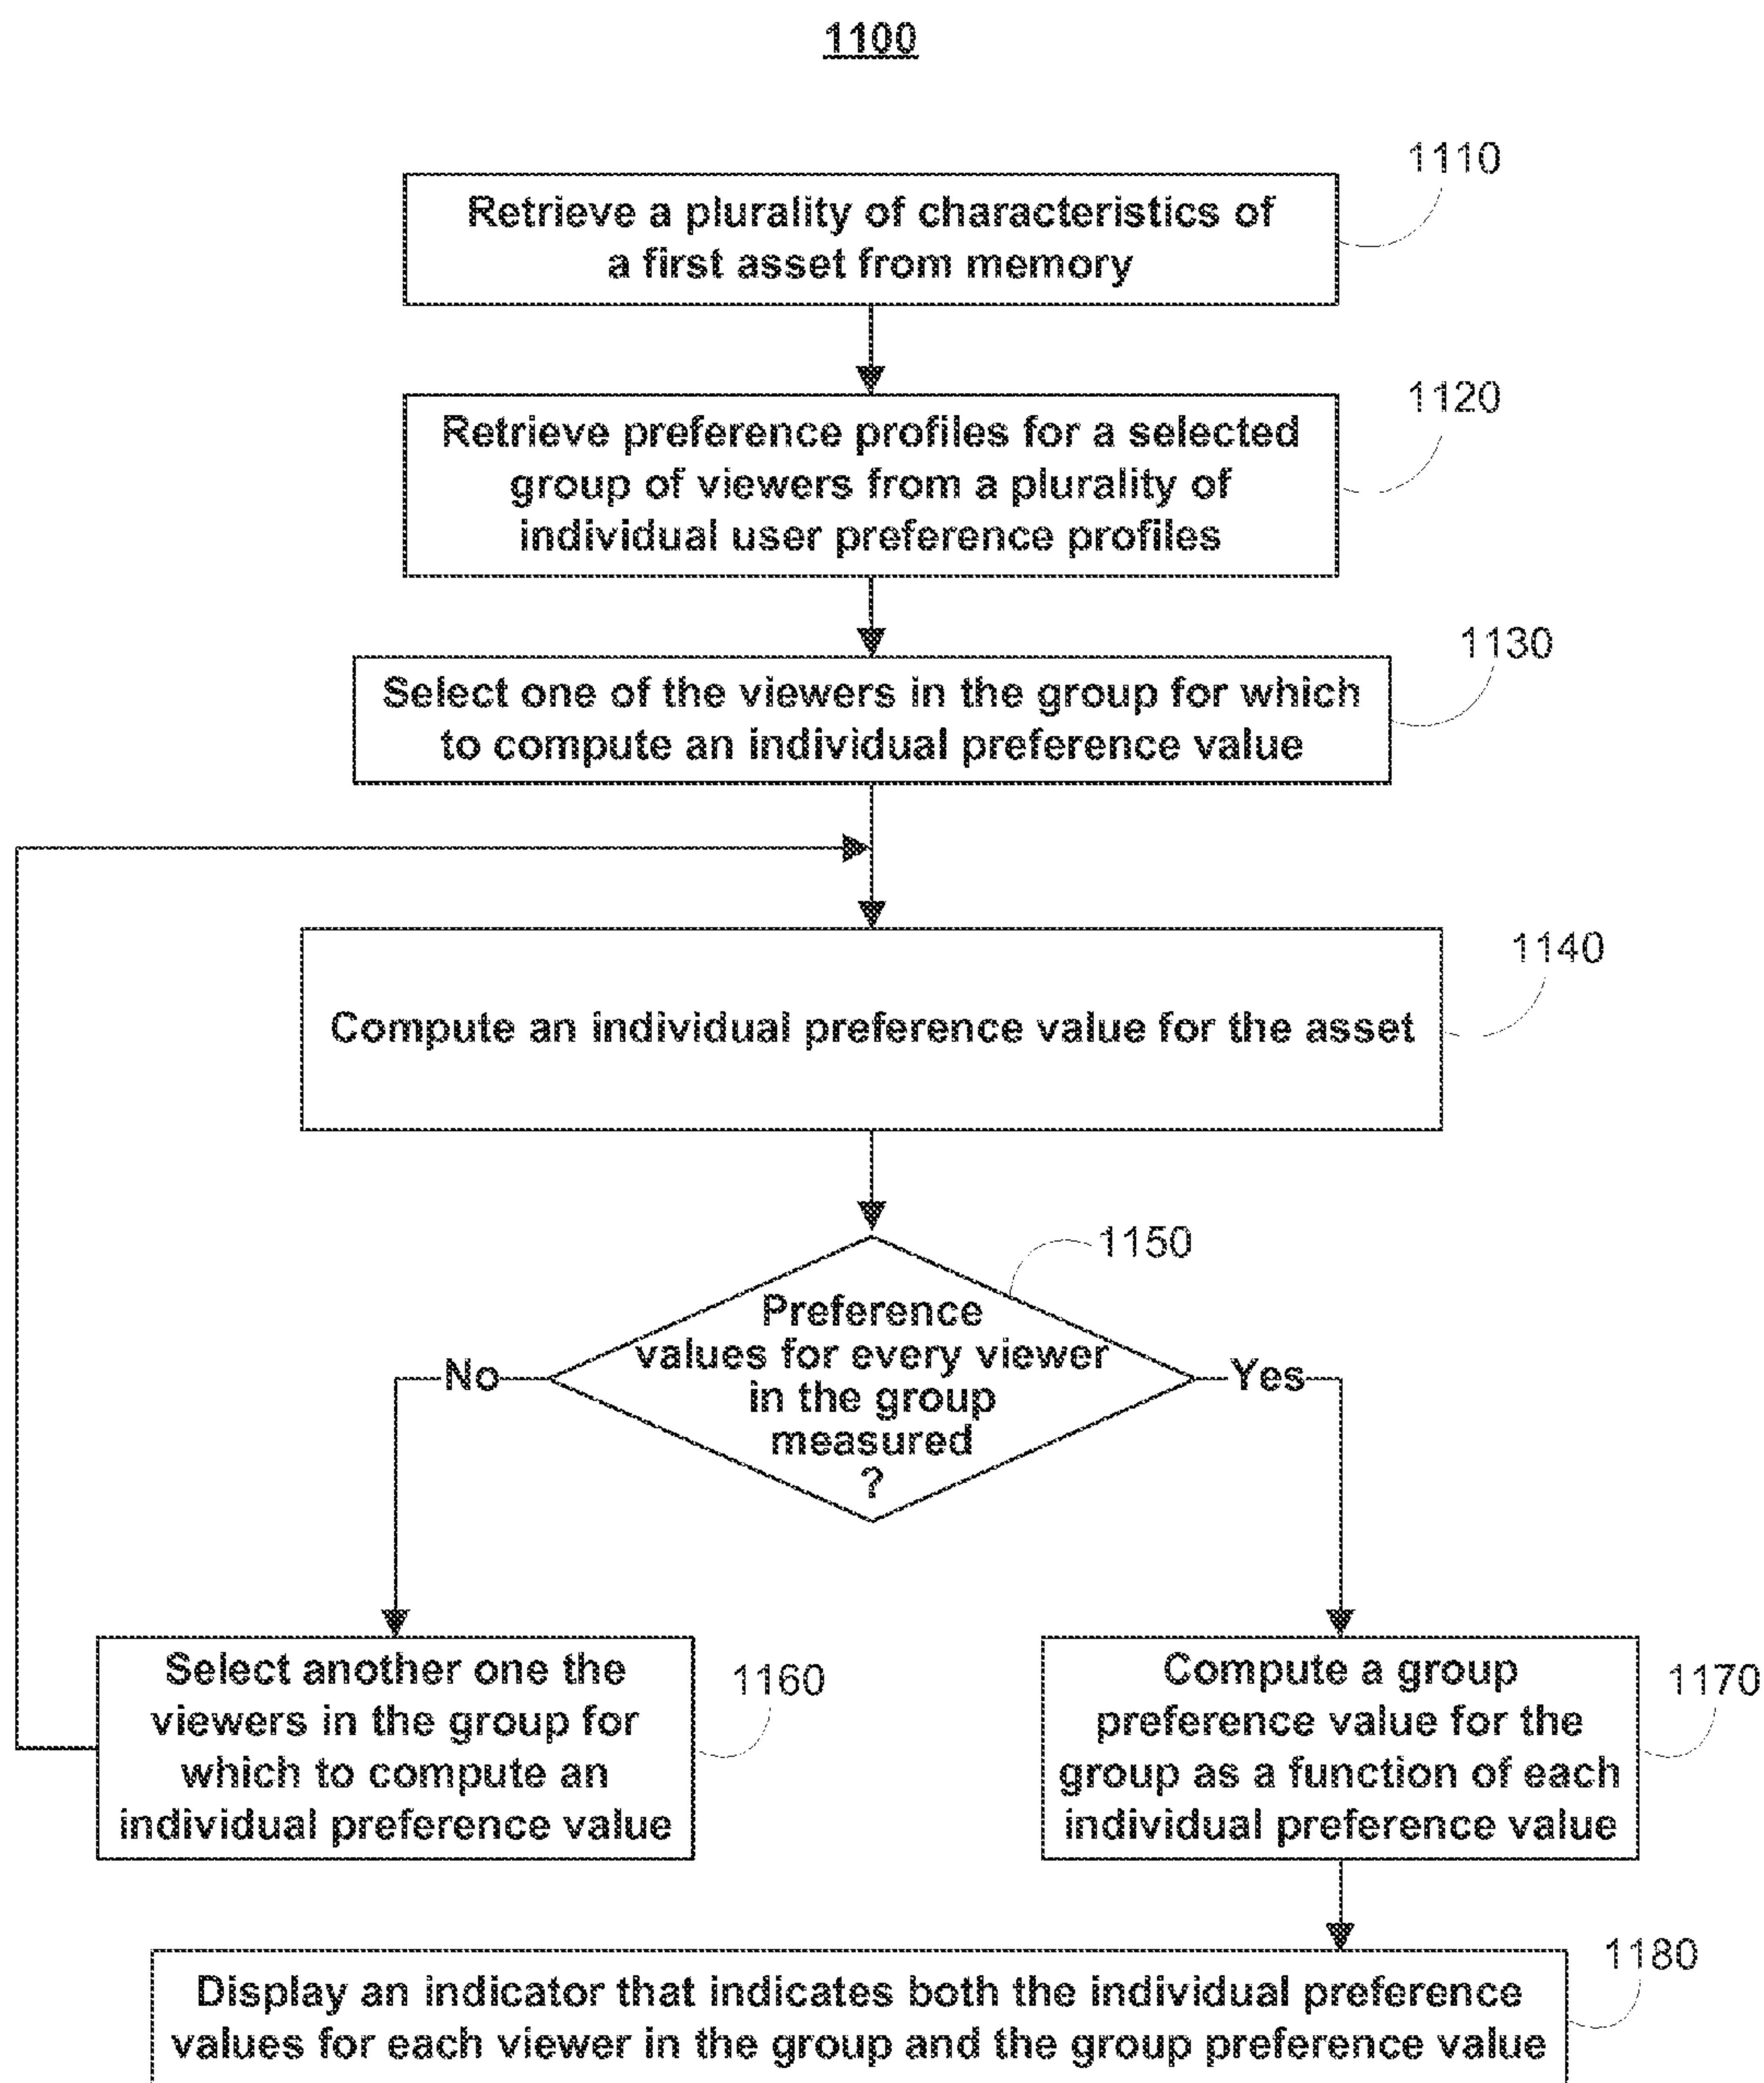 1100
1110
Retrieve a plurality of characteristics of
a first asset from memory
1120
Retrieve preference profiles for a selected
group of viewers from a plurality of
individual user preference profiles
1130
Select one of the viewers in the group for which
to compute an individual preference value
1140
Compute an individual preference value for the asset
1150
Preference
values for every viewer
in the group
measured
?
No
Yes
Select another one the
viewers in the group for
which to compute an
individual preference value
1160
Compute a group
preference value for the
group as a function of each
individual preference value
1170
1180
Display an indicator that indicates both the individual preference
values for each viewer in the group and the group preference value